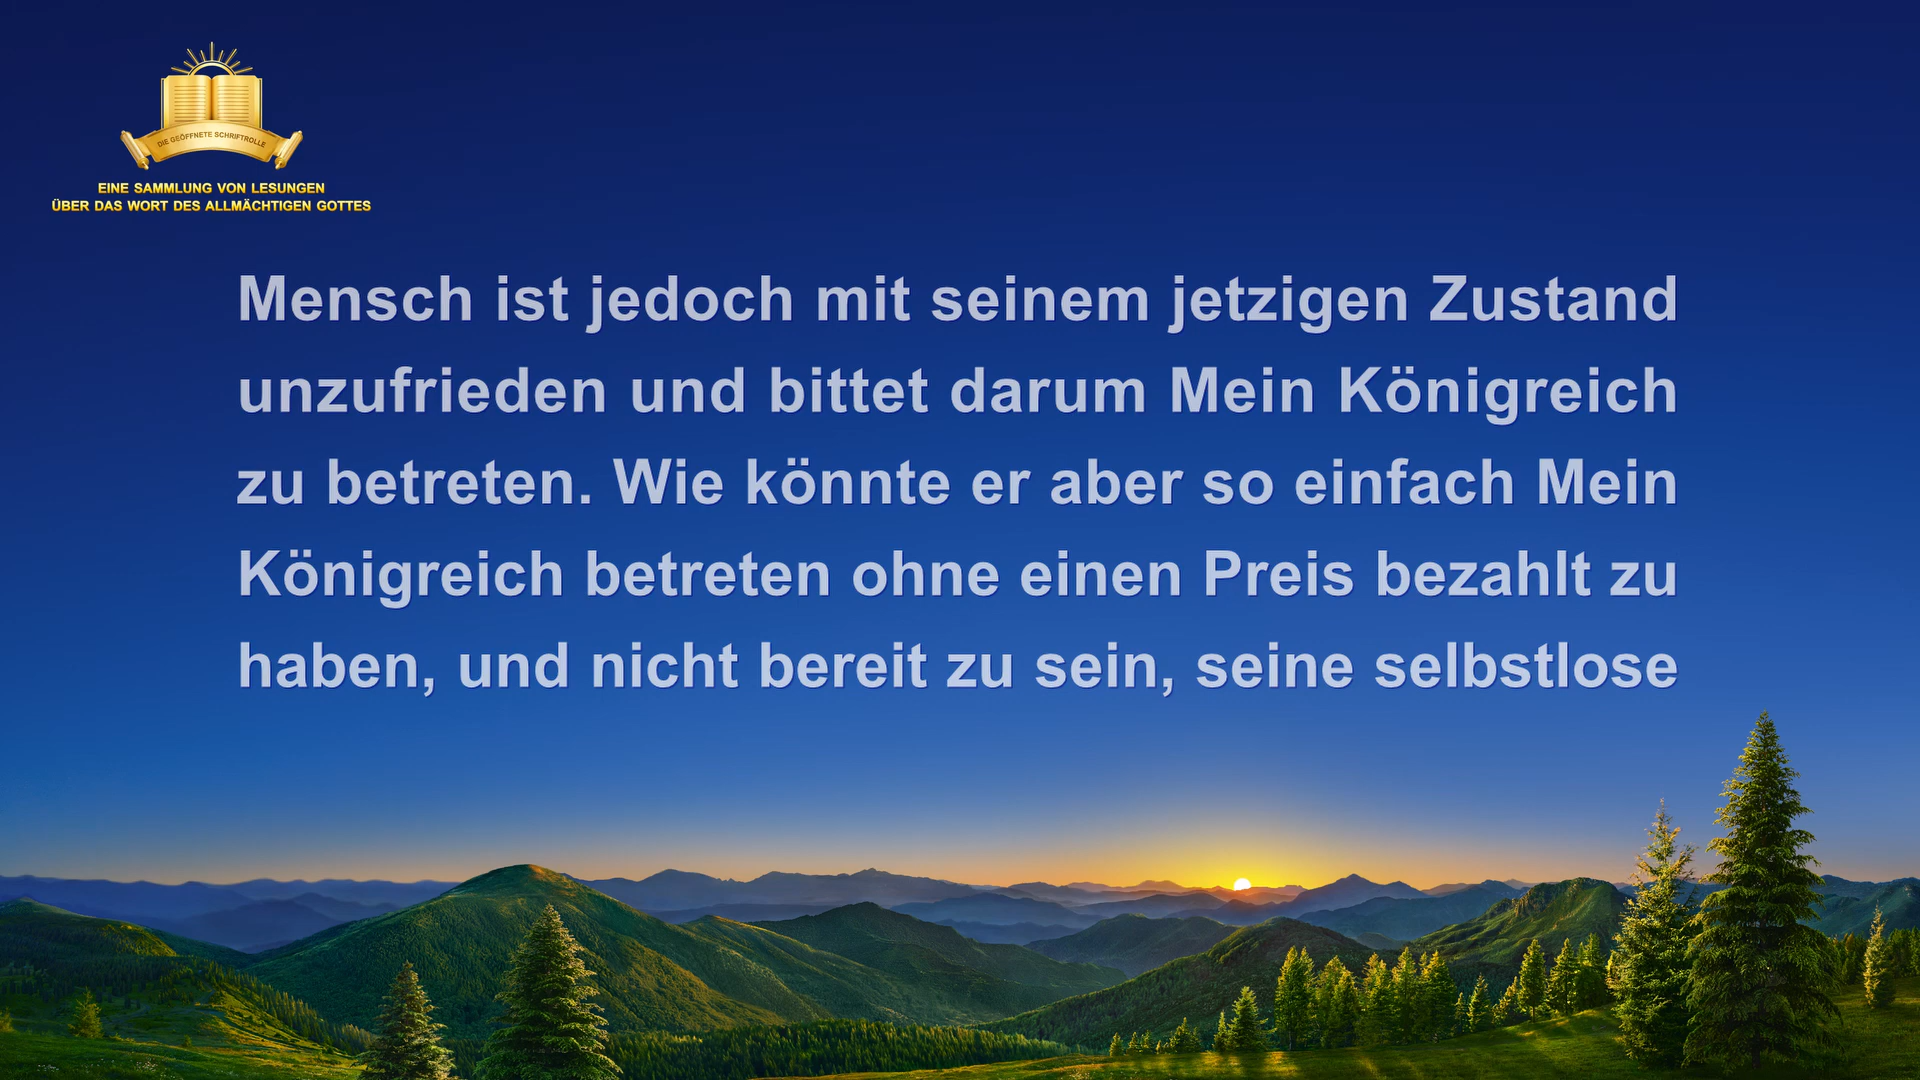 DIE GEÖFFNETE SCHRIFTROLLE
EINE SAMMLUNG VON LESUNGEN
ÜBER DAS WORT DES ALLMÄCHTIGEN GOTTES
Mensch ist jedoch mit seinem jetzigen Zustand
unzufrieden und bittet darum Mein Königreich
zu betreten. Wie könnte er aber so einfach Mein
Königreich betreten ohne einen Preis bezahlt zu
haben, und nicht bereit zu sein, seine selbstlose